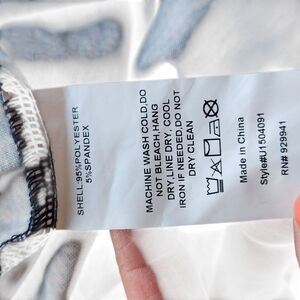 SHELL:95%POLYESTER
5%SPANDEX
MACHINE WASH COLD,DO
NOT BLEACH,HANG
DRY,LINE DRY, COOL
IRON IF NEEDED,DO NOT
DRY CLEAN
Made in China
Style#U1504091
RN# 929941